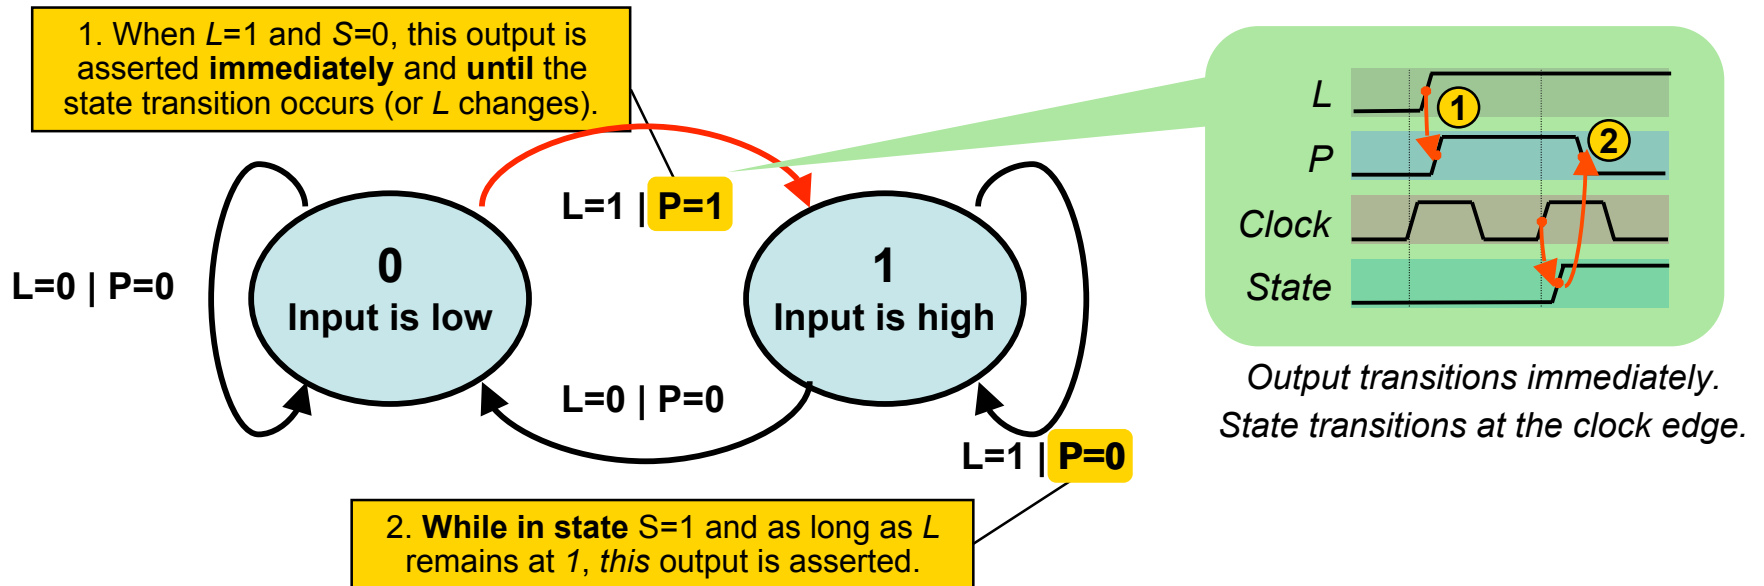 1. When L=1 and S=0, this output is
asserted immediately and until the
state transition occurs (or L changes).
L=1 | P=1
0
Input is low
1
Input is high
L=0 | P=0
L=0 | P=0
L=1 | P=0
2. While in state S=1 and as long as L
remains at 1, this output is asserted.
L
1
P
2
Clock
State
Output transitions immediately.
State transitions at the clock edge.